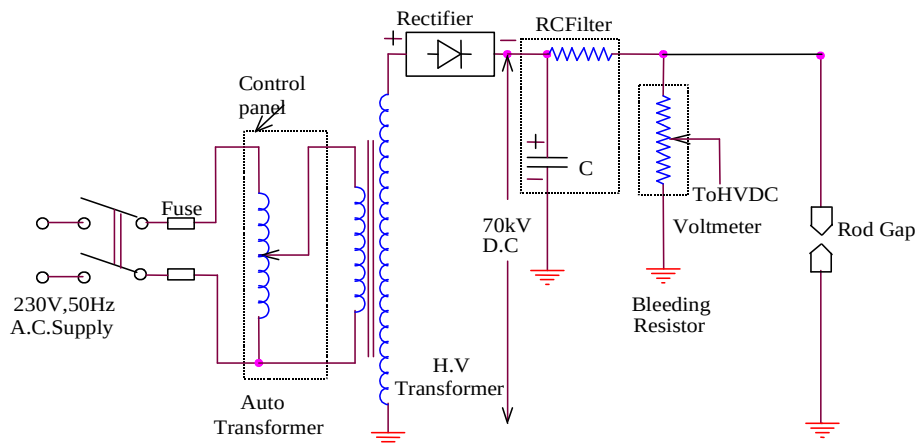 Rectifier
RCFilter
+
−
Control
panel
+
−
C
Fuse
ToHVDC
Voltmeter
70kV
D.C
Rod Gap
230V,50Hz
A.C.Supply
Bleeding
Resistor
H.V
Transformer
Auto
Transformer